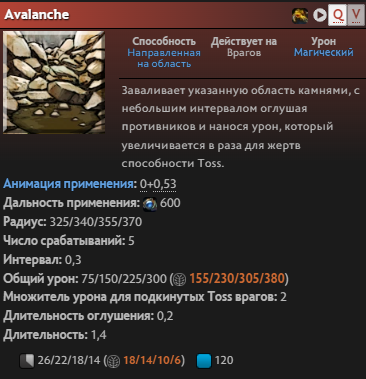 Avalanche Q V
Способность Действует на Урон
Направленная на область Врагов Магический
Заваливает указанную область камнями, с
небольшим интервалом оглушая
противников и нанося урон, который
увеличивается в раза для жертв
способности Toss.
Анимация применения: 0+0,53
Дальность применения: 600
Радиус: 325/340/355/370
Число срабатываний: 5
Интервал: 0,3
Общий урон: 75/150/225/300 (155/230/305/380)
Множитель урона для подкинутых Toss врагов: 2
Длительность оглушения: 0,2
Длительность: 1,4
26/22/18/14 (18/14/10/6) 120